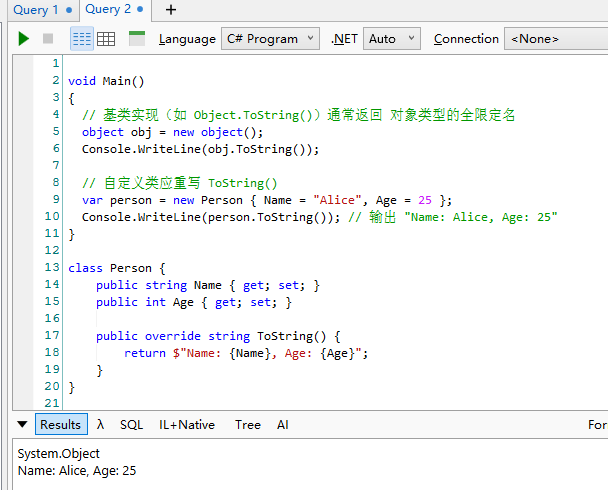 Query 1 Query 2 +
Language C# Program .NET Auto Connection <None>
1
2 void Main()
3 {
4 // 基类实现（如 Object.ToString()）通常返回 对象类型的全限定名
5 object obj = new object();
6 Console.WriteLine(obj.ToString());
7
8 // 自定义类应重写 ToString()
9 var person = new Person { Name = "Alice", Age = 25 };
10 Console.WriteLine(person.ToString()); // 输出 "Name: Alice, Age: 25"
11 }
12
13 class Person {
14 public string Name { get; set; }
15 public int Age { get; set; }
16
17 public override string ToString() {
18 return $"Name: {Name}, Age: {Age}";
19 }
20 }
21
Results λ SQL IL+Native Tree AI For
System.Object
Name: Alice, Age: 25